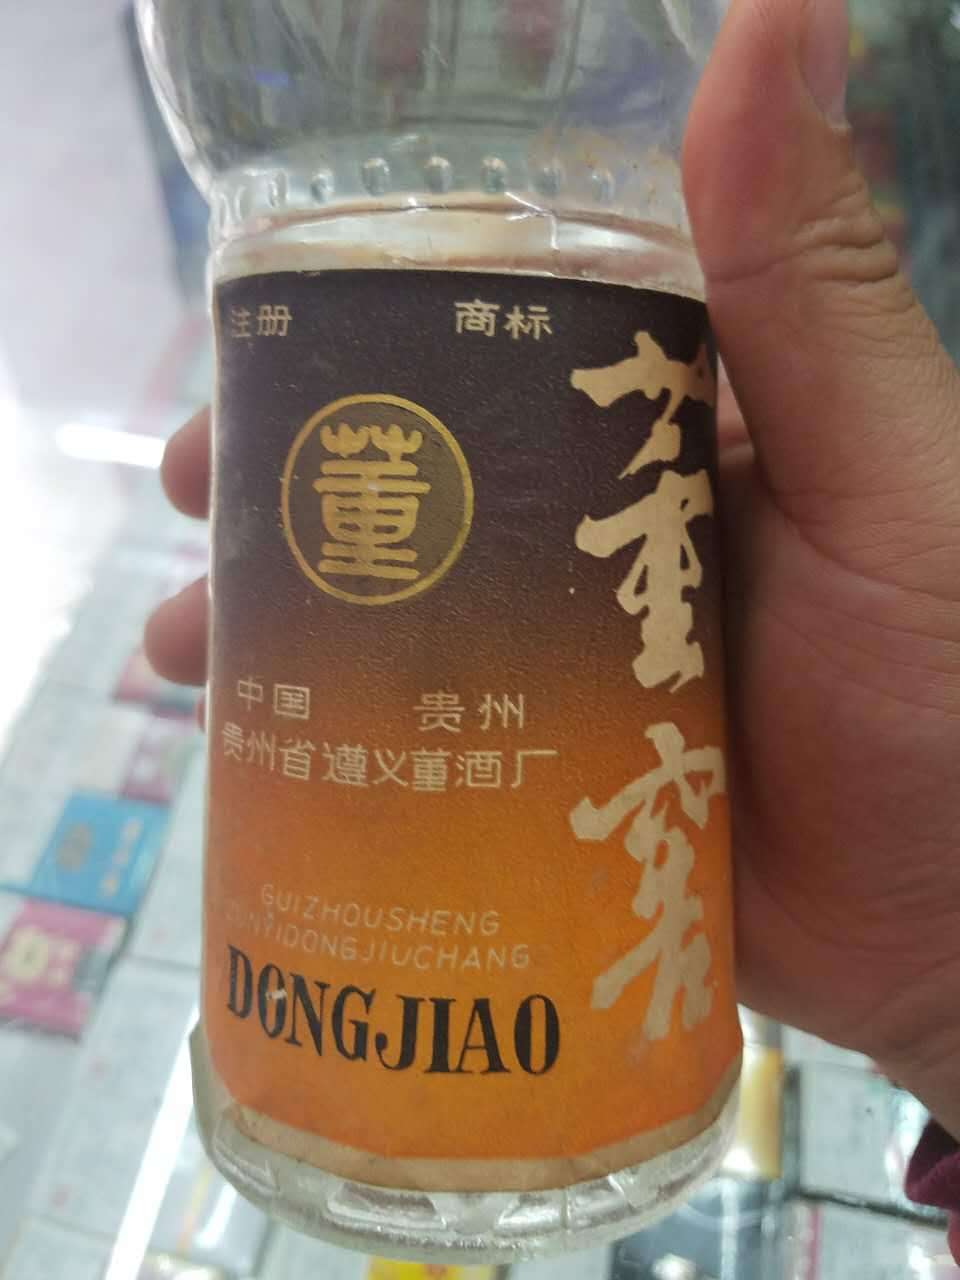 注册 商标
董
董窖
中国 贵州
贵州省遵义董酒厂
GUIZHOUSHENG
ZUNYIDONGJIUCHANG
DONGJIAO